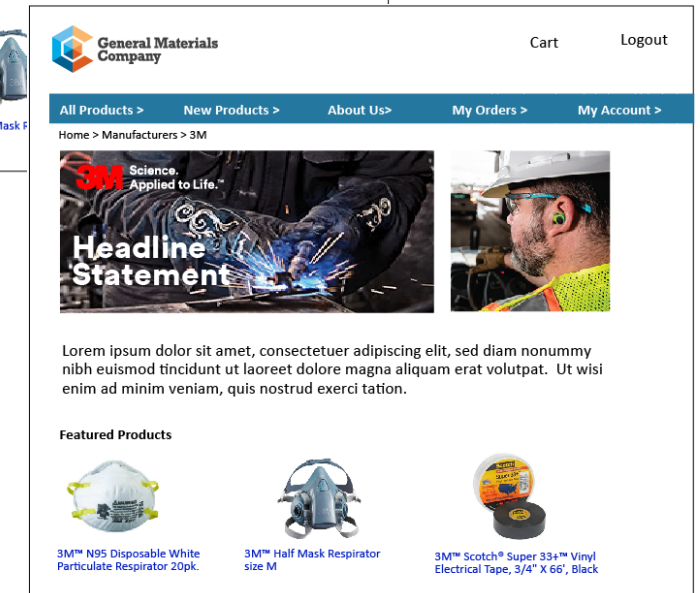 General Materials
Company
Cart
Logout
All Products >
New Products >
About Us>
My Orders >
My Account >
Home > Manufacturers > 3M
3M Science.
Applied to Life.™
Headline
Statement
Lorem ipsum dolor sit amet, consectetuer adipiscing elit, sed diam nonummy
nibh euismod tincidunt ut laoreet dolore magna aliquam erat volutpat.  Ut wisi
enim ad minim veniam, quis nostrud exerci tation.
Featured Products
Scotch
Super 33+
3M™ N95 Disposable White
Particulate Respirator 20pk.
3M™ Half Mask Respirator
size M
3M™ Scotch® Super 33+™ Vinyl
Electrical Tape, 3/4" X 66', Black